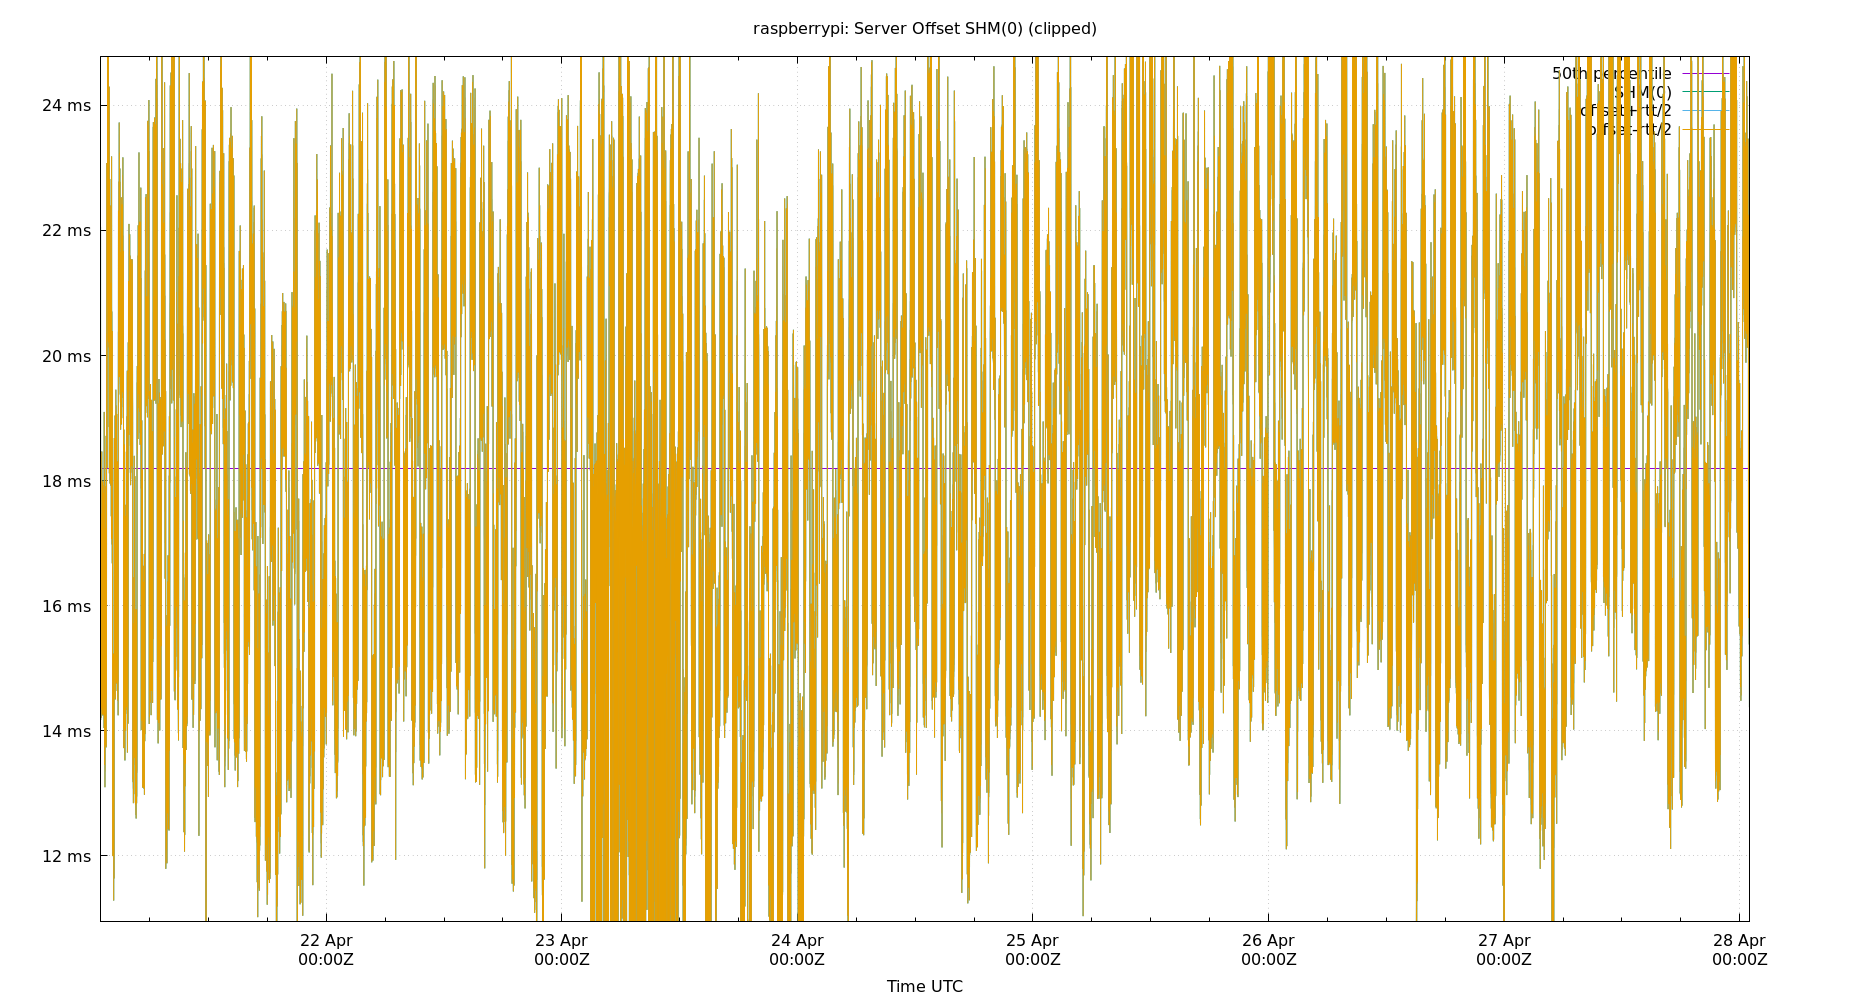 raspberrypi: Server Offset SHM(0) (clipped)
50th percentile
SHM(0)
offset+rtt/2
offset-rtt/2
24 ms
22 ms
20 ms
18 ms
16 ms
14 ms
12 ms
22 Apr
00:00Z
23 Apr
00:00Z
24 Apr
00:00Z
25 Apr
00:00Z
26 Apr
00:00Z
27 Apr
00:00Z
28 Apr
00:00Z
Time UTC